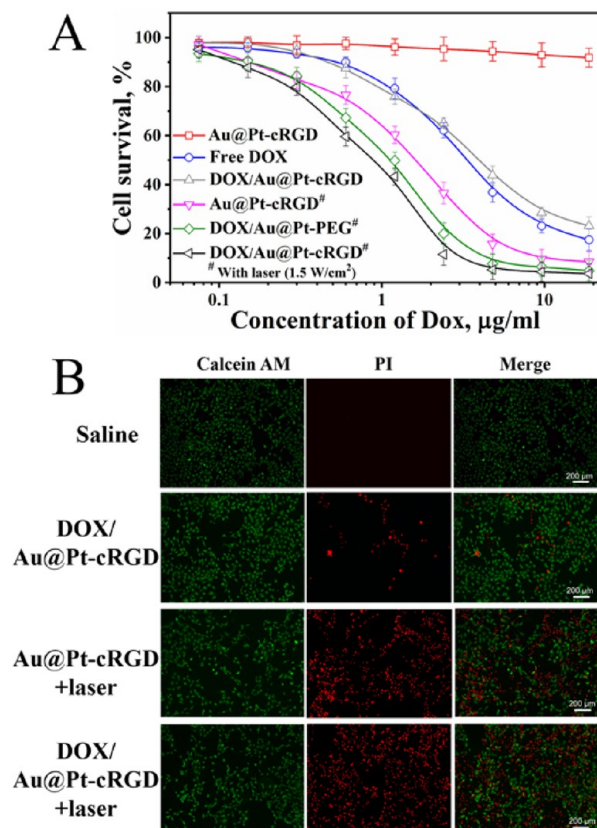 A
Cell survival, %
100
80
60
40
20
0
Au@Pt-cRGD
Free DOX
DOX/Au@Pt-cRGD
Au@Pt-cRGD#
DOX/Au@Pt-PEG#
DOX/Au@Pt-cRGD#
# With laser (1.5 W/cm²)
0.1 1 10
Concentration of Dox, μg/ml
B
Calcein AM PI Merge
Saline
200 μm
DOX/
Au@Pt-cRGD
200 μm
Au@Pt-cRGD
+laser
200 μm
DOX/
Au@Pt-cRGD
+laser
200 μm